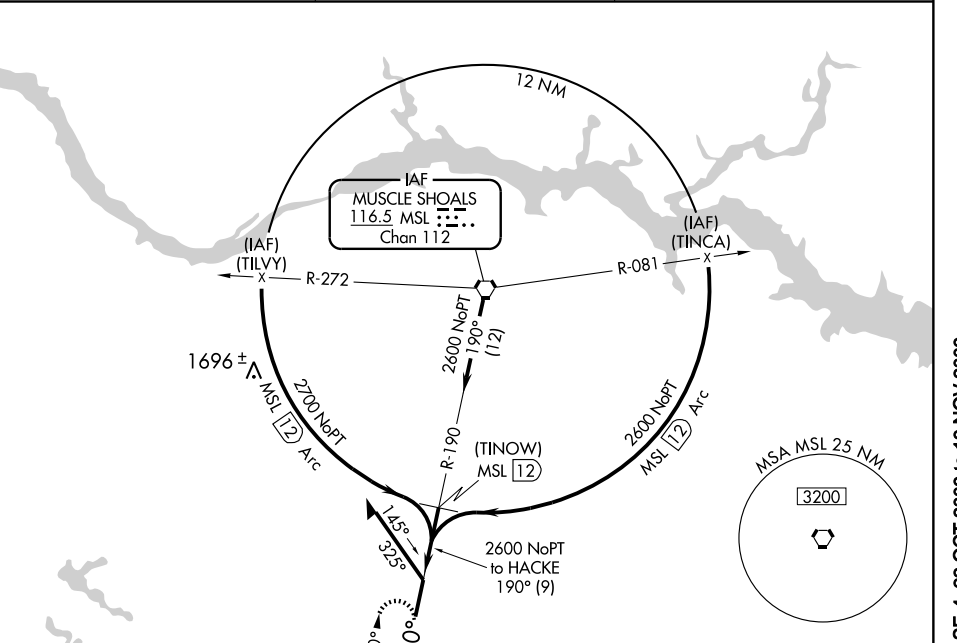 12 NM
IAF
MUSCLE SHOALS
116.5 MSL
Chan 112
(IAF)
(TILVY)
X
R-272
(IAF)
(TINCA)
X
R-081
2600 NoPT
190°
(12)
1696 ±
MSL 12 Arc
2700 NoPT
2600 NoPT
MSL 12 Arc
R-190
(TINOW)
MSL 12
145°
325°
2600 NoPT
to HACKE
190° (9)
MSA MSL 25 NM
3200